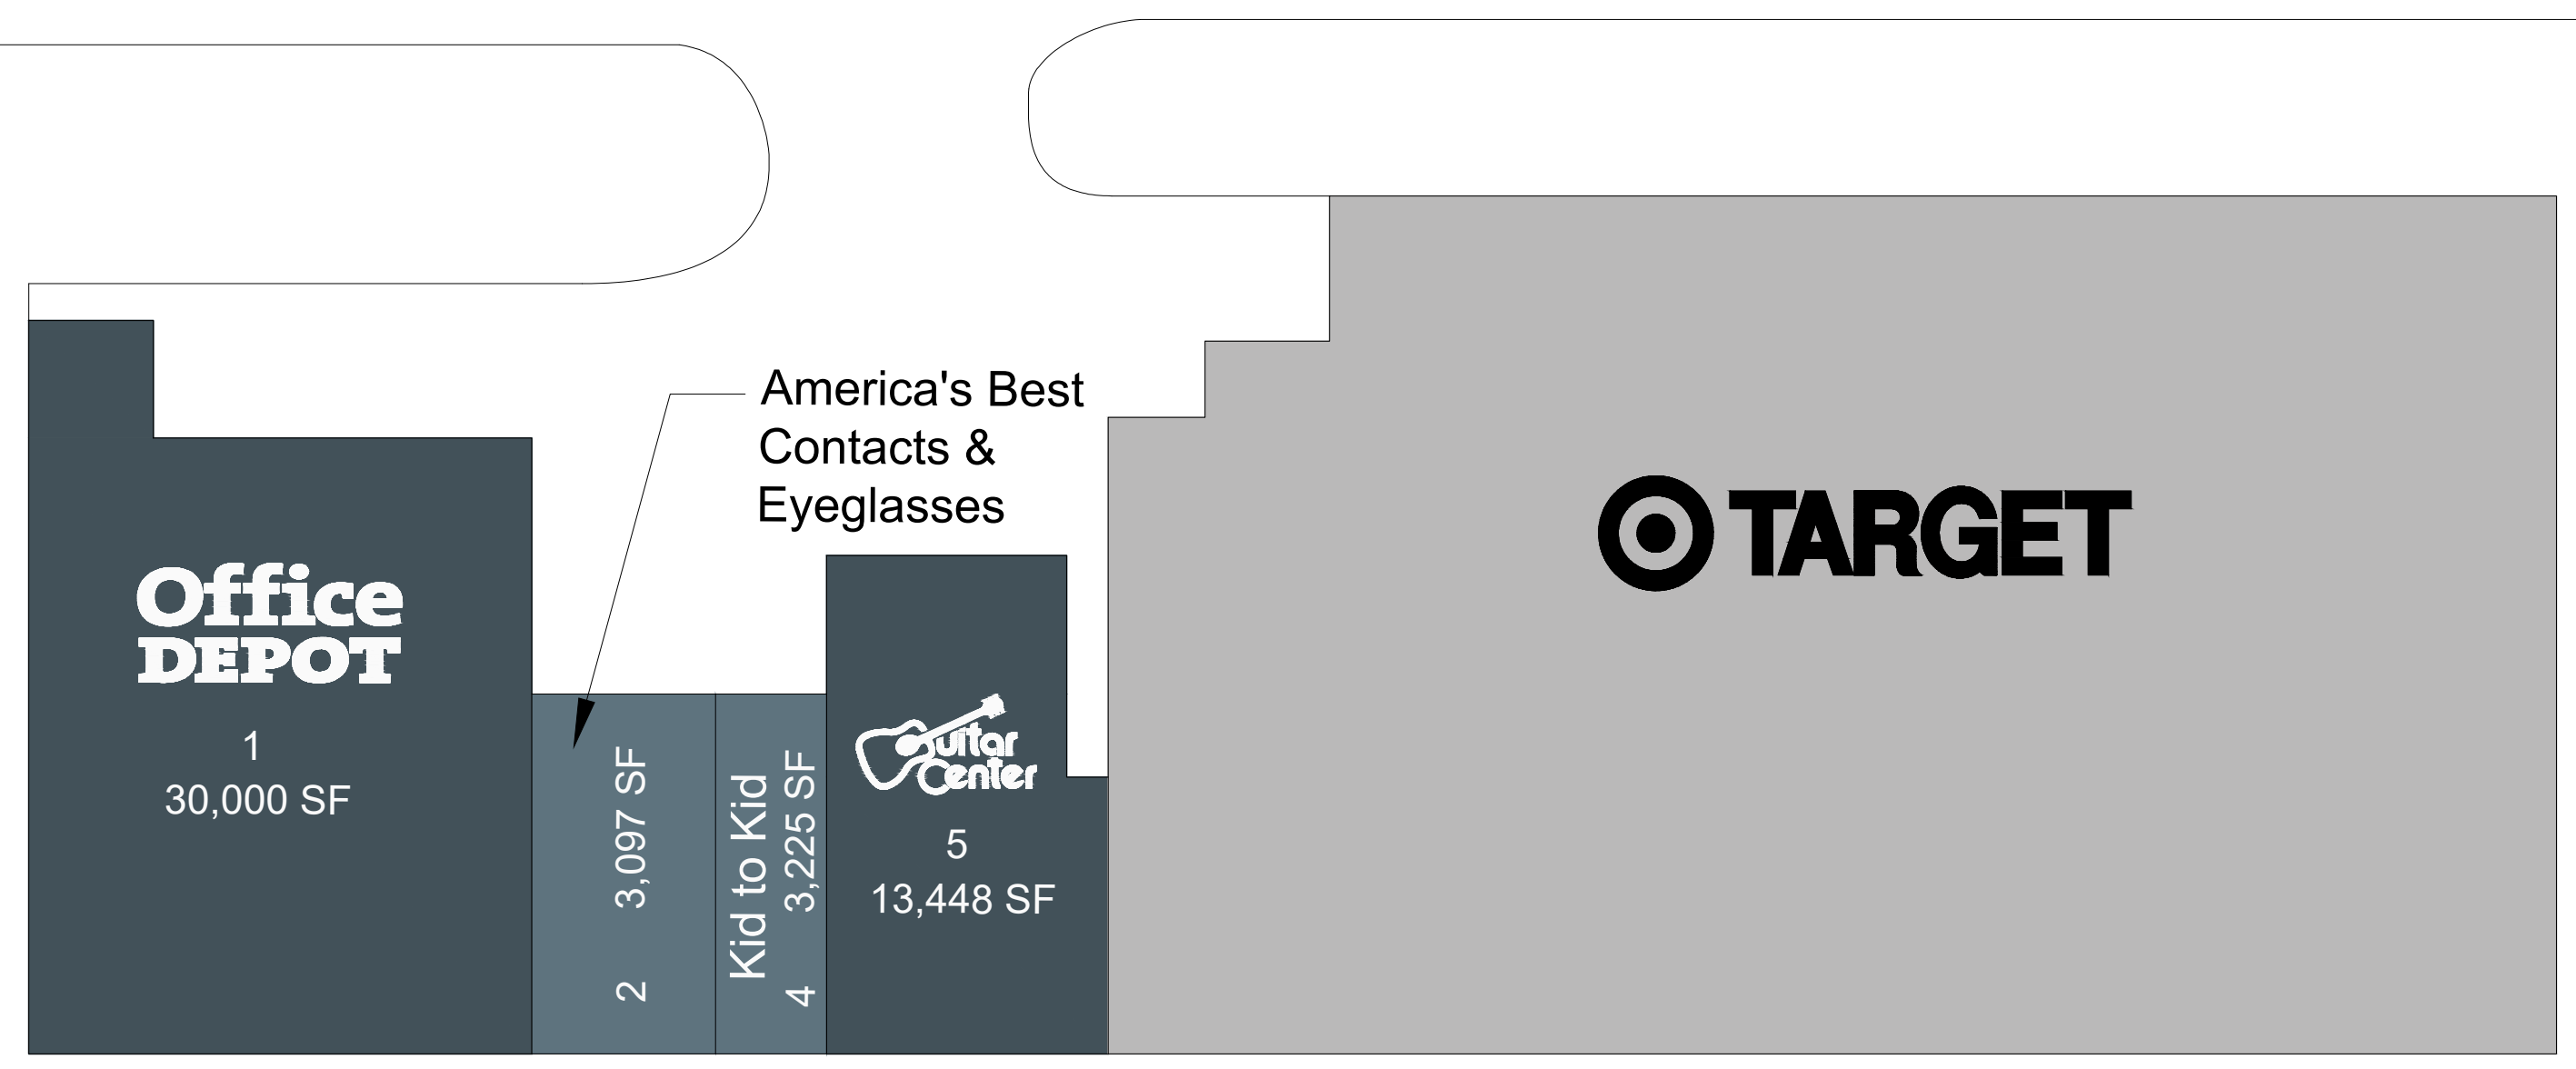 America's Best
Contacts &
Eyeglasses
Office
DEPOT
1
30,000 SF
2 3,097 SF
Kid to Kid
4 3,225 SF
Guitar
Center
5
13,448 SF
TARGET